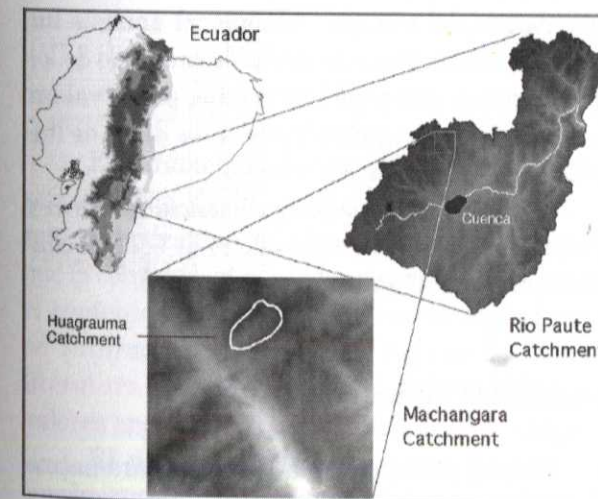 Ecuador
Cuenca
Huagrauma
Catchment
Rio Paute
Catchmen
Machangara
Catchment